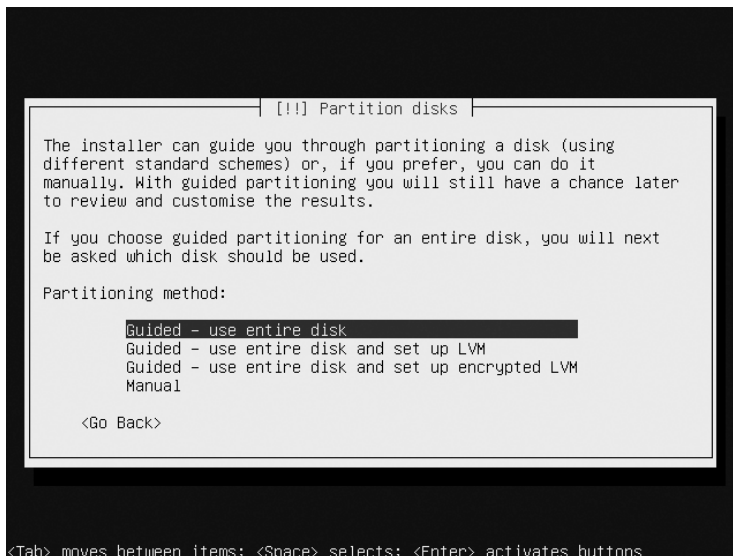 [!!] Partition disks
The installer can guide you through partitioning a disk (using
different standard schemes) or, if you prefer, you can do it
manually. With guided partitioning you will still have a chance later
to review and customise the results.
If you choose guided partitioning for an entire disk, you will next
be asked which disk should be used.
Partitioning method:
Guided - use entire disk
Guided - use entire disk and set up LVM
Guided - use entire disk and set up encrypted LVM
Manual
<Go Back>
<Tab> moves between items; <Space> selects; <Enter> activates buttons